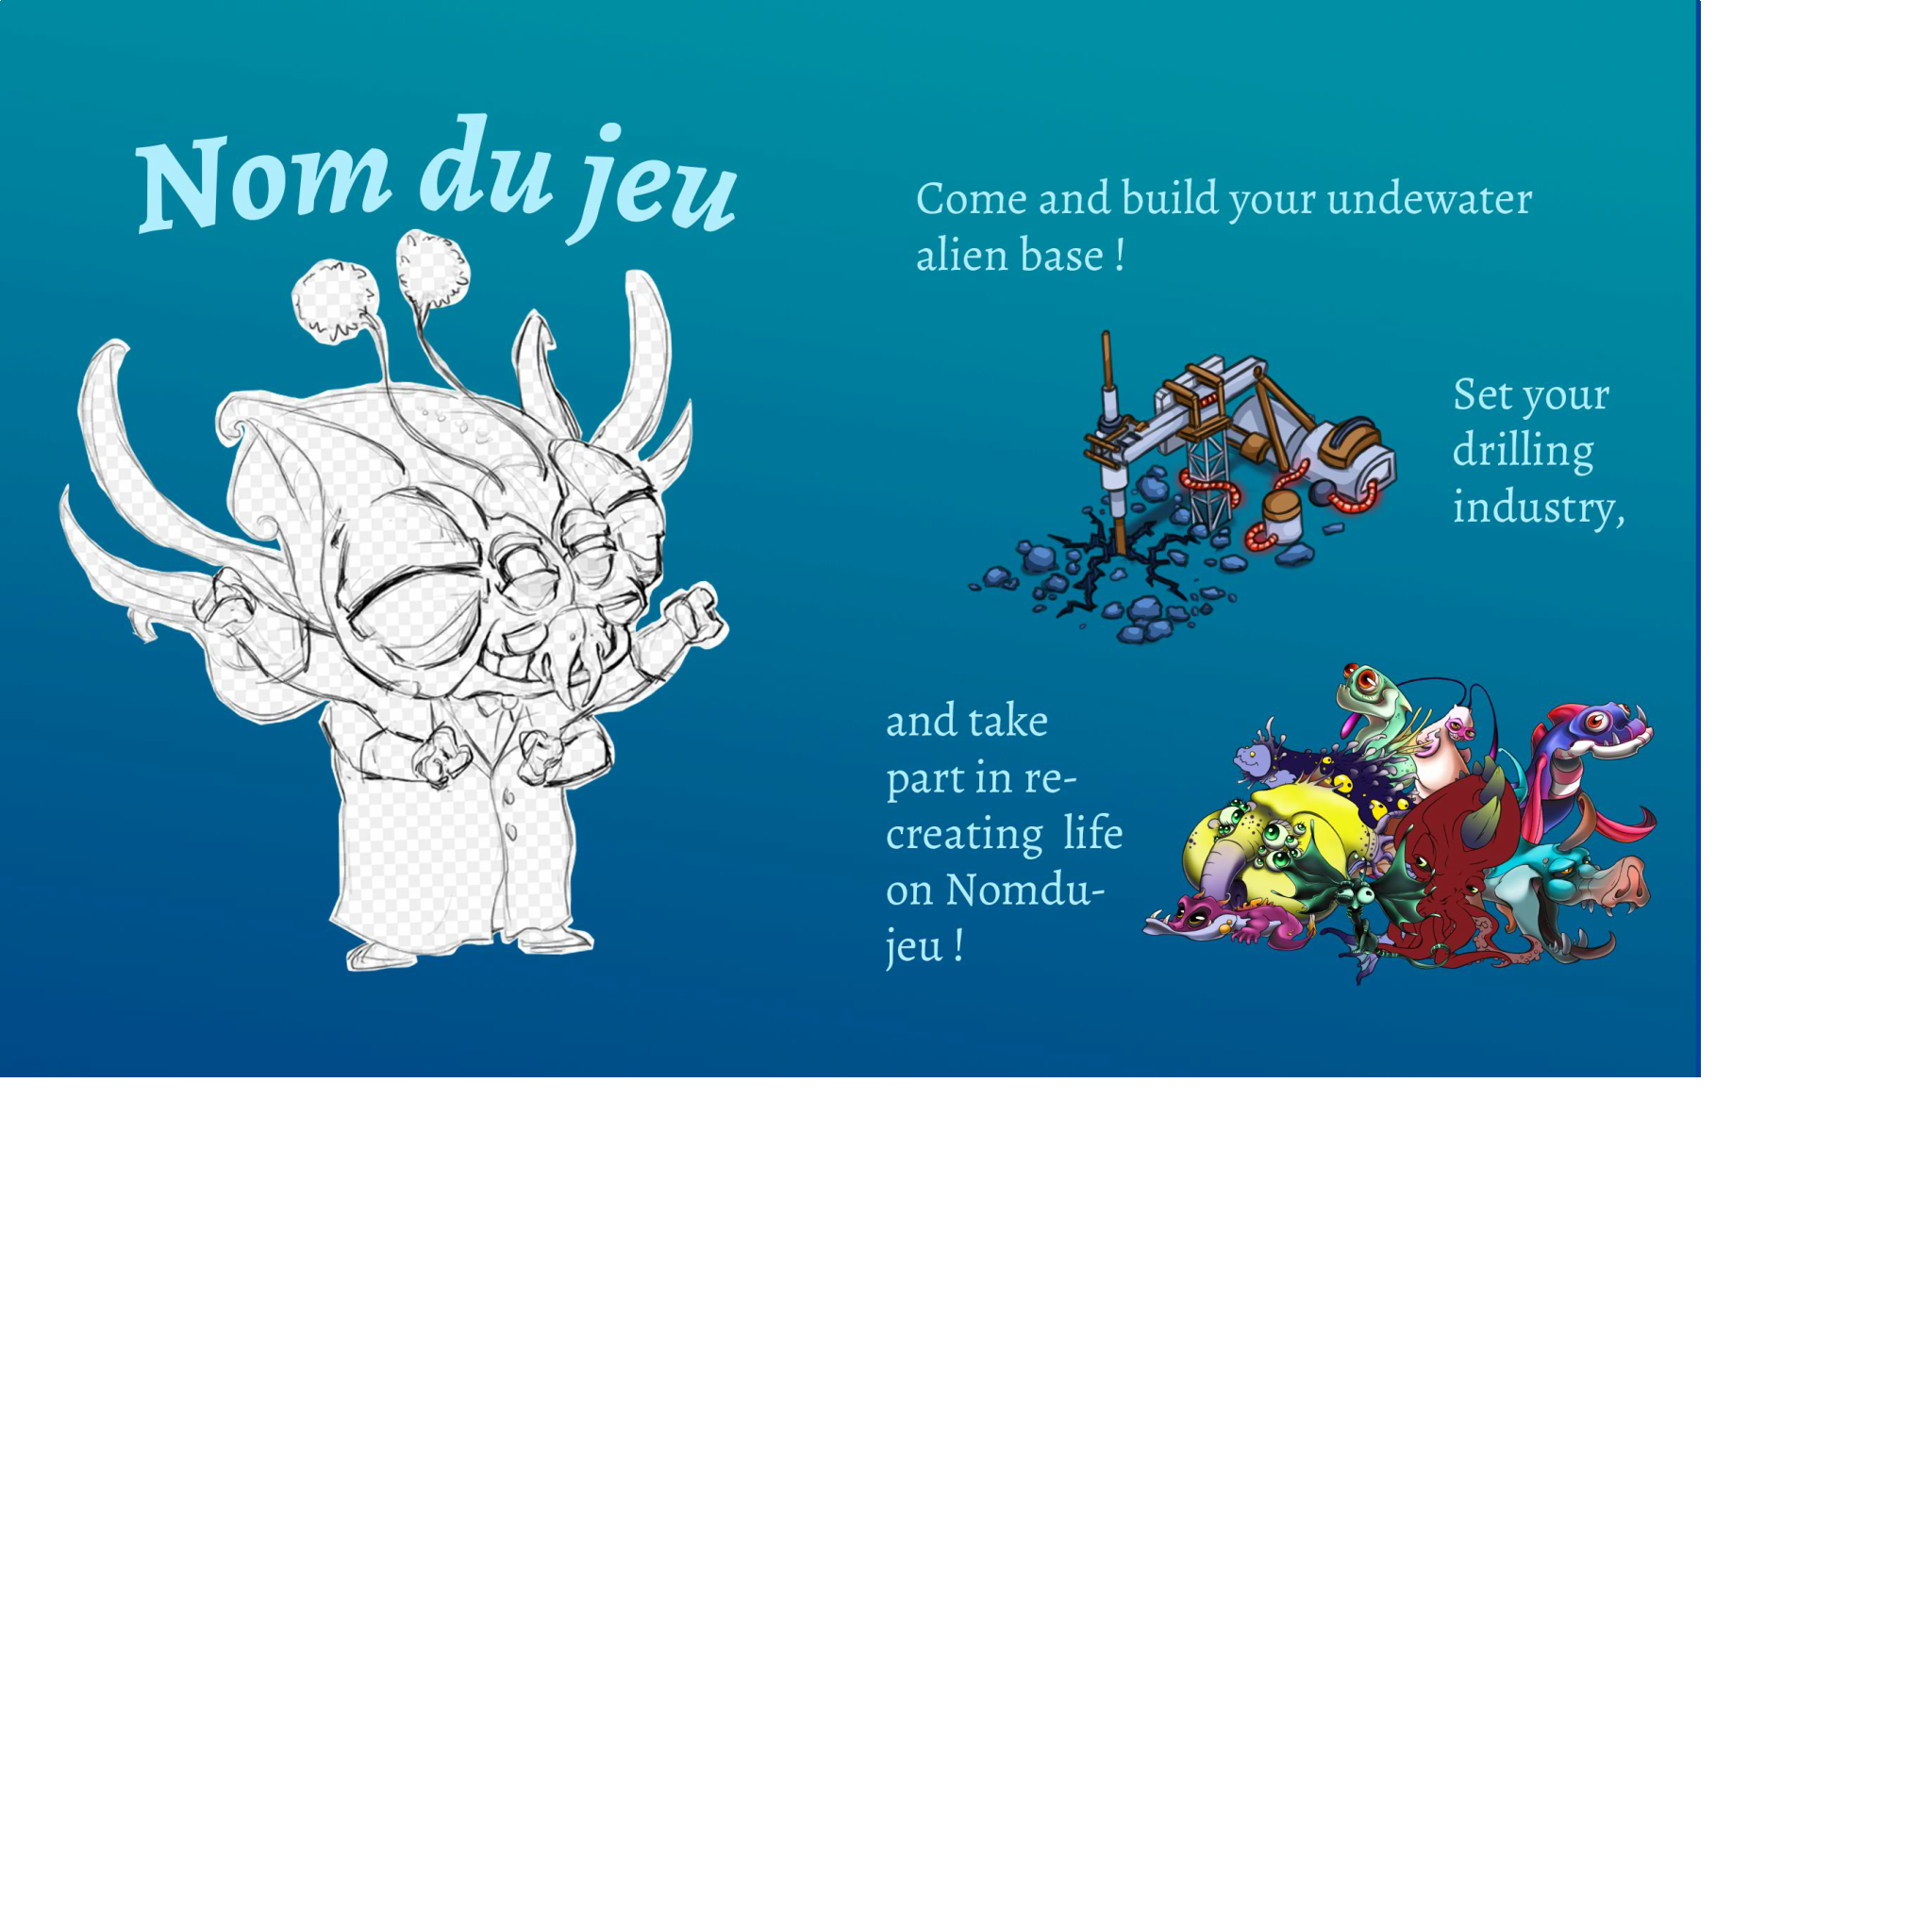 Nom du jeu
Come and build your undewater
alien base !
Set your
drilling
industry,
and take
part in re-
creating  life
on Nomdu-
jeu !